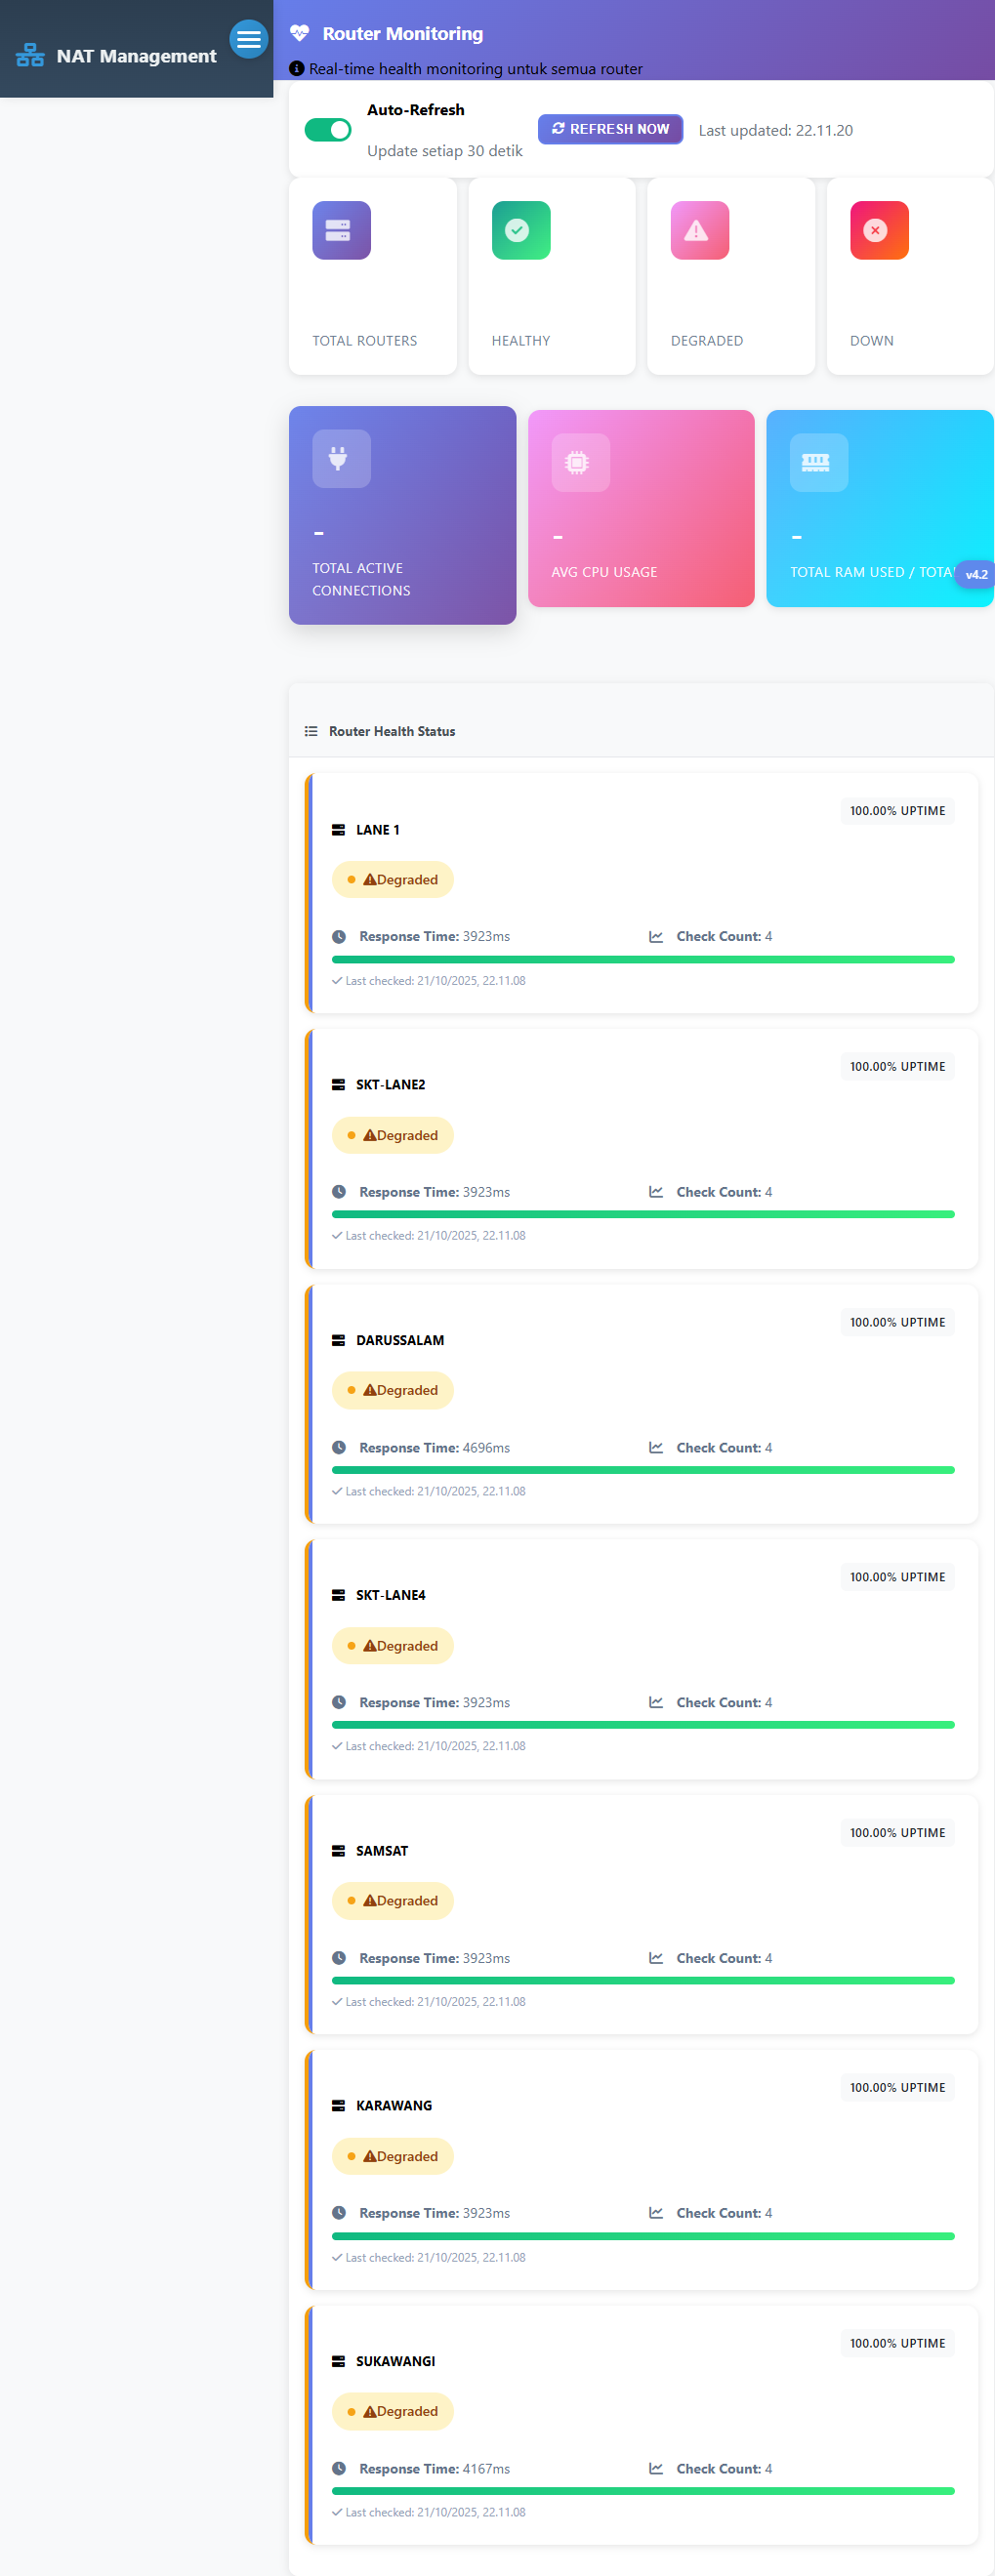 NAT Management
Router Monitoring
Real-time health monitoring untuk semua router
Auto-Refresh
Update setiap 30 detik
REFRESH NOW
Last updated: 22.11.20
TOTAL ROUTERS
HEALTHY
DEGRADED
DOWN
-
TOTAL ACTIVE
CONNECTIONS
-
AVG CPU USAGE
-
TOTAL RAM USED /
v4.2
Router Health Status
100.00% UPTIME
LANE 1
Degraded
Response Time: 3923ms
Check Count: 4
Last checked: 21/10/2025, 22.11.08
100.00% UPTIME
SKT-LANE2
Degraded
Response Time: 3923ms
Check Count: 4
Last checked: 21/10/2025, 22.11.08
100.00% UPTIME
DARUSSALAM
Degraded
Response Time: 4696ms
Check Count: 4
Last checked: 21/10/2025, 22.11.08
100.00% UPTIME
SKT-LANE4
Degraded
Response Time: 3923ms
Check Count: 4
Last checked: 21/10/2025, 22.11.08
100.00% UPTIME
SAMSAT
Degraded
Response Time: 3923ms
Check Count: 4
Last checked: 21/10/2025, 22.11.08
100.00% UPTIME
KARAWANG
Degraded
Response Time: 3923ms
Check Count: 4
Last checked: 21/10/2025, 22.11.08
100.00% UPTIME
SUKAWANGI
Degraded
Response Time: 4167ms
Check Count: 4
Last checked: 21/10/2025, 22.11.08